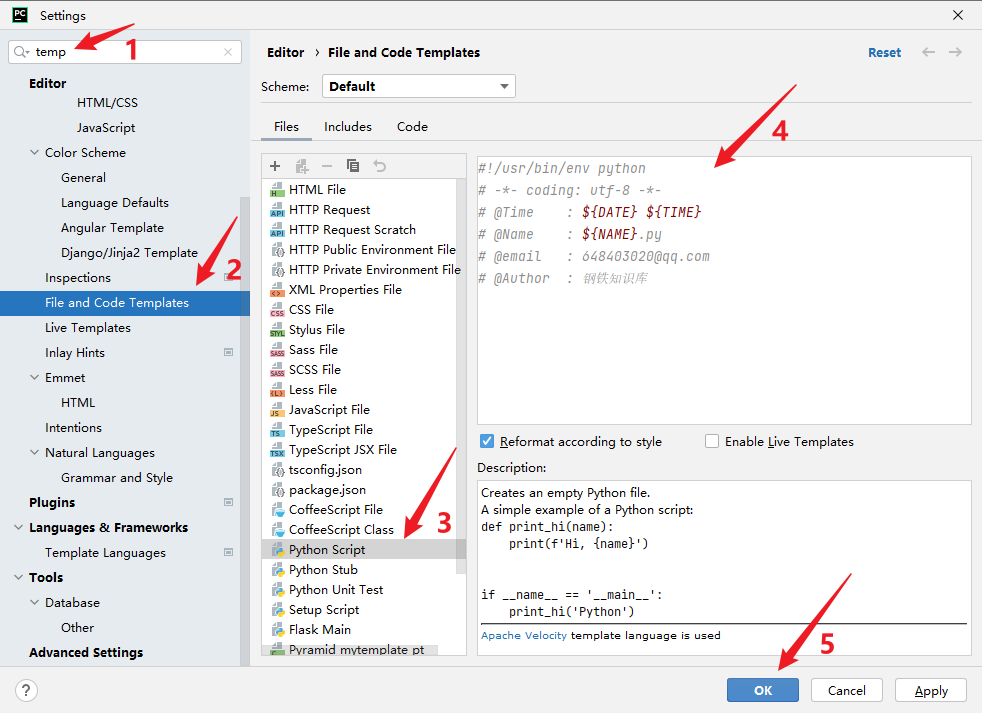 PC Settings
temp
1
Editor
HTML/CSS
JavaScript
Color Scheme
General
Language Defaults
Angular Template
Django/Jinja2 Template
2
Inspections
File and Code Templates
Live Templates
Inlay Hints
Emmet
HTML
Intentions
Natural Languages
Grammar and Style
Plugins
Languages & Frameworks
Template Languages
Tools
Database
Other
Advanced Settings
Editor › File and Code Templates
Reset
Scheme: Default
Files Includes Code
HTML File
API HTTP Request
API HTTP Request Scratch
HTTP Public Environment File
HTTP Private Environment File
XML Properties File
CSS CSS File
STYL Stylus File
SASS Sass File
SASS SCSS File
{L} Less File
JS JavaScript File
TS TypeScript File
TSX TypeScript JSX File
tsconfig.json
package.json
CoffeeScript File
CoffeeScript Class
3
Python Script
Python Stub
Python Unit Test
Setup Script
Flask Main
Pyramid mytemplate pt
4
#!/usr/bin/env python
# -*- coding: utf-8 -*-
# @Time : ${DATE} ${TIME}
# @Name : ${NAME}.py
# @email : 648403020@qq.com
# @Author : 钢铁知识库
Reformat according to style Enable Live Templates
Description:
Creates an empty Python file.
A simple example of a Python script:
def print_hi(name):
print(f'Hi, {name}')
if __name__ == '__main__':
print_hi('Python')
Apache Velocity template language is used
5
? OK Cancel Apply